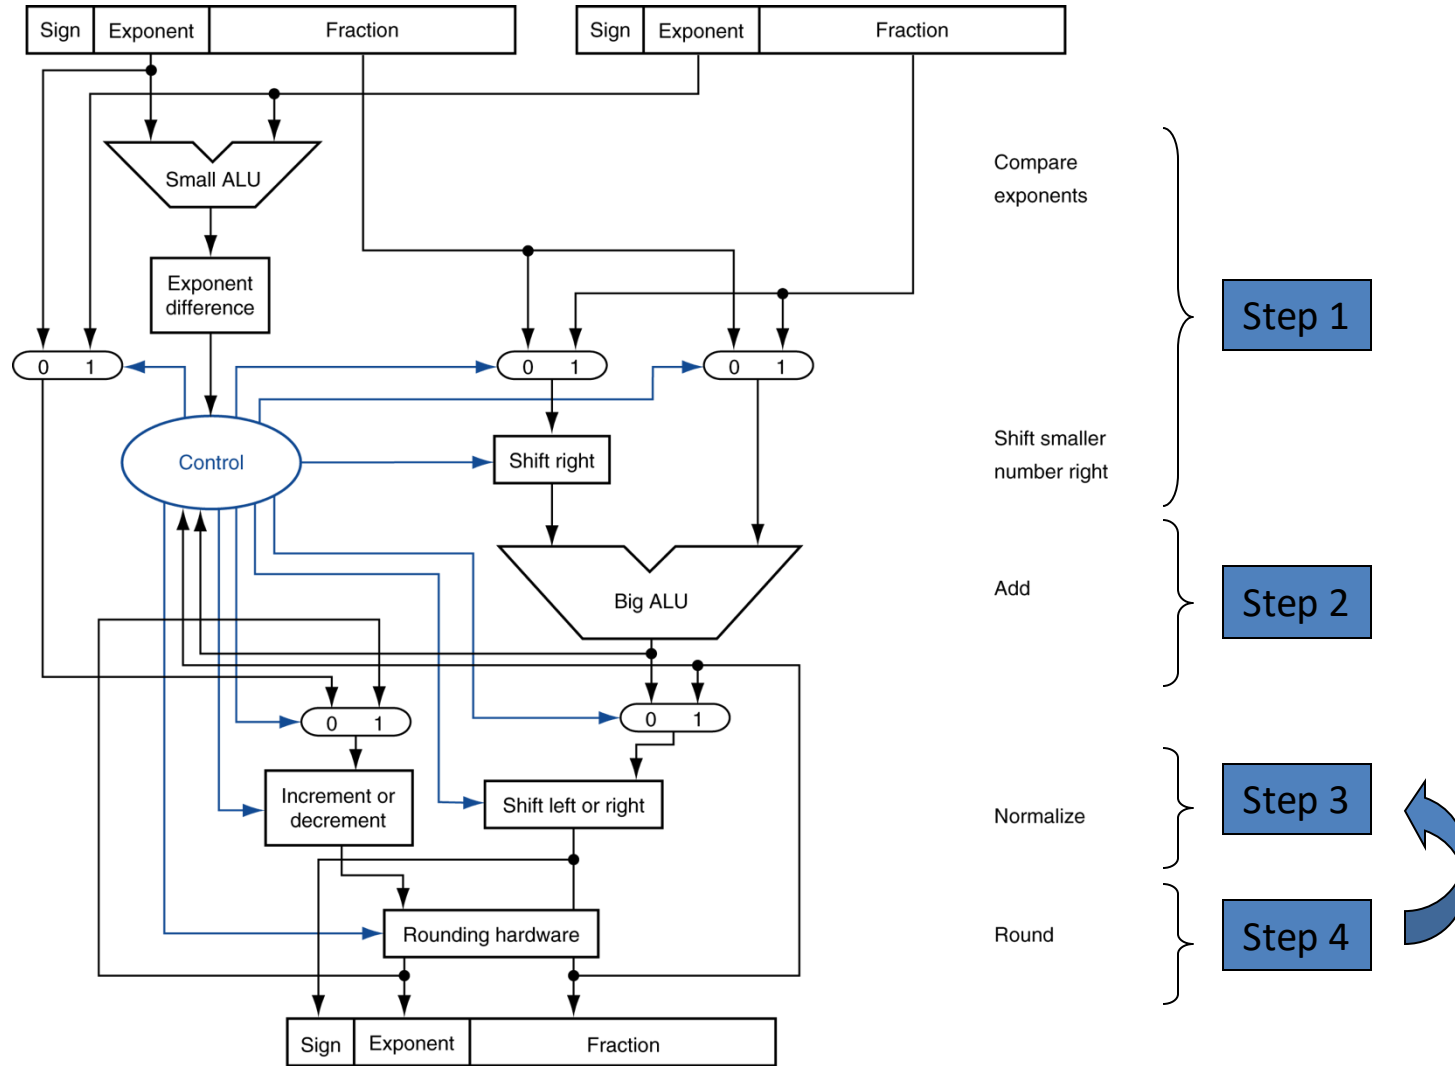 Sign Exponent Fraction Sign Exponent Fraction
Small ALU
Compare
exponents
Exponent
difference
Step 1
0 1 0 1 0 1
Control
Shift right
Shift smaller
number right
Big ALU
Add
Step 2
0 1 0 1
Increment or
decrement
Shift left or right
Normalize
Step 3
Rounding hardware
Round
Step 4
Sign Exponent Fraction